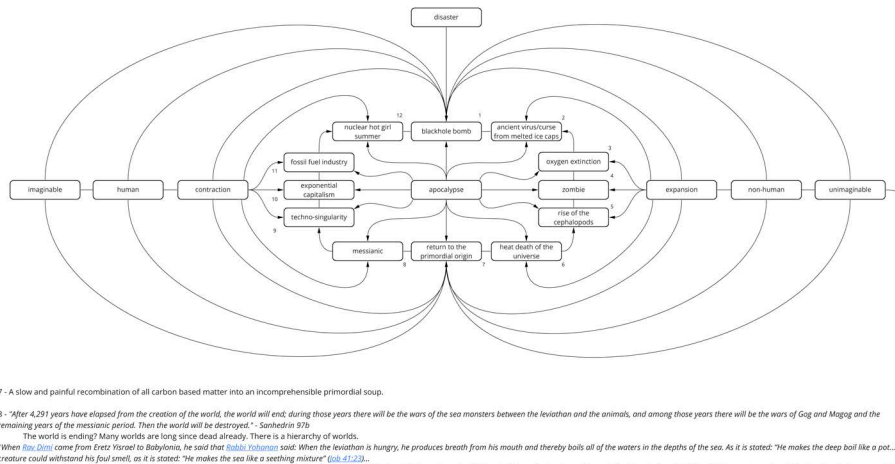 disaster
12
1
2
nuclear hot girl
summer
blackhole bomb
ancient virus/curse
from melted ice caps
3
fossil fuel industry
oxygen extinction
11
4
imaginable
human
contraction
exponential
capitalism
apocalypse
zombie
expansion
non-human
unimaginable
10
5
techno-singularity
rise of the
cephalopods
9
messianic
return to the
primordial origin
heat death of the
universe
8
7
6
7 - A slow and painful recombination of all carbon based matter into an incomprehensible primordial soup.
8 - "After 4,291 years have elapsed from the creation of the world, the world will end; during those years there will be the wars of the sea monsters between the leviathan and the animals, and among those years there will be the wars of Gog and Magog and the
remaining years of the messianic period. Then the world will be destroyed." - Sanhedrin 97b
The world is ending? Many worlds are long since dead already. There is a hierarchy of worlds.
"When Rav Dimi came from Eretz Yisrael to Babylonia, he said that Rabbi Yohanan said: When the leviathan is hungry, he produces breath from his mouth and thereby boils all of the waters in the depths of the sea. As it is stated: "He makes the deep boil like a pot...
creature could withstand his foul smell, as it is stated: "He makes the sea like a seething mixture" (Job 41:23)...